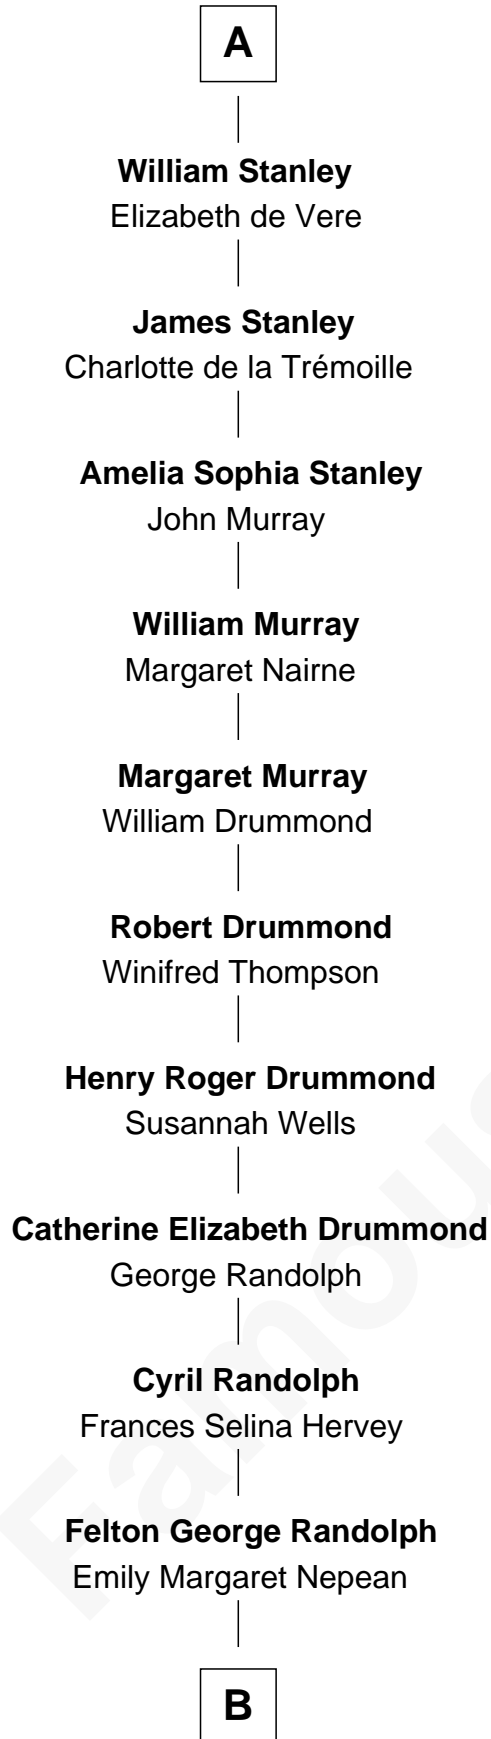 A
William Stanley
Elizabeth de Vere
James Stanley
Charlotte de la Trémoille
Amelia Sophia Stanley
John Murray
William Murray
Margaret Nairne
Margaret Murray
William Drummond
Robert Drummond
Winifred Thompson
Henry Roger Drummond
Susannah Wells
Catherine Elizabeth Drummond
George Randolph
Cyril Randolph
Frances Selina Hervey
Felton George Randolph
Emily Margaret Nepean
B
Famous